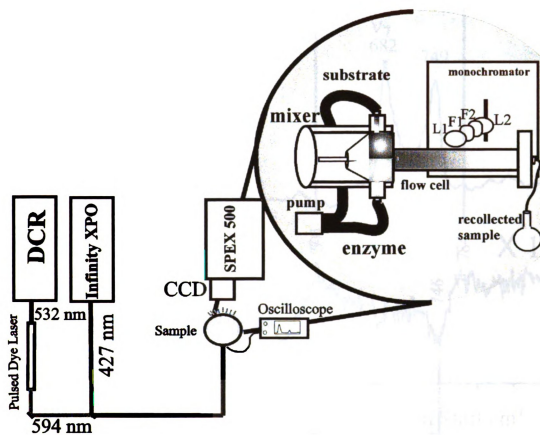 substrate
monochromator
mixer
L1 F1 F2 L2
flow cell
pump
enzyme
recollected
sample
DCR
Infinity XPO
SPEX 500
CCD
Oscilloscope
Sample
532 nm
427 nm
Pulsed Dye Laser
594 nm